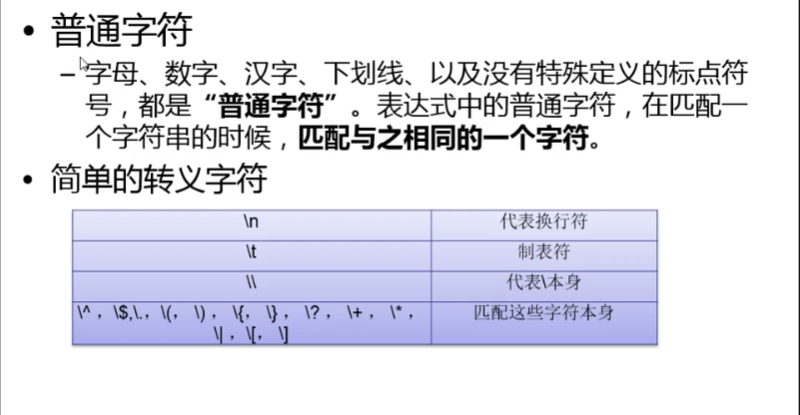 • 普通字符
– 字母、数字、汉字、下划线、以及没有特殊定义的标点符
号，都是“普通字符”。表达式中的普通字符，在匹配一
个字符串的时候，匹配与之相同的一个字符。
• 简单的转义字符
\n 代表换行符
\t 制表符
\\ 代表\本身
\^ ， \$,\.， \(， \) ， \{， \} ， \? ， \+ ， \* ， 匹配这些字符本身
\| ， \[， \]